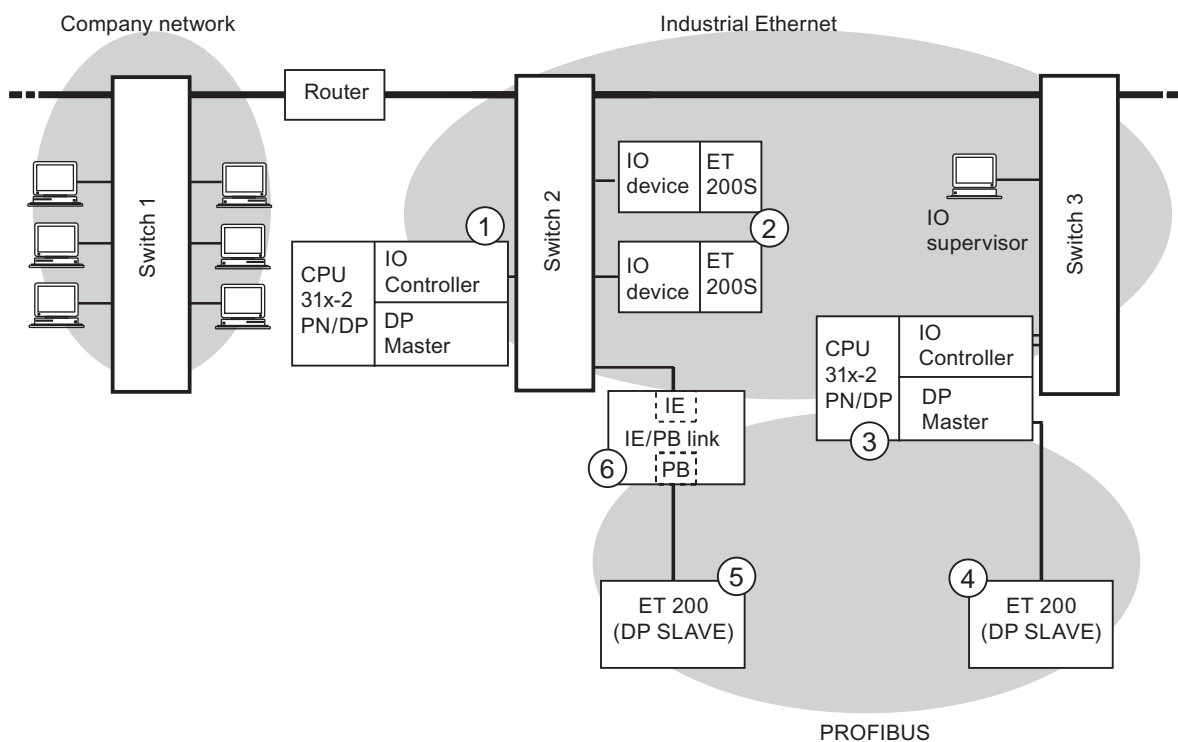 Company network
Industrial Ethernet
Router
Switch 1
Switch 2
Switch 3
IO
device
ET
200S
IO
supervisor
1
2
CPU
31x-2
PN/DP
IO
Controller
DP
Master
IO
device
ET
200S
CPU
31x-2
PN/DP
IO
Controller
DP
Master
3
IE
IE/PB link
PB
6
5
ET 200
(DP SLAVE)
4
ET 200
(DP SLAVE)
PROFIBUS